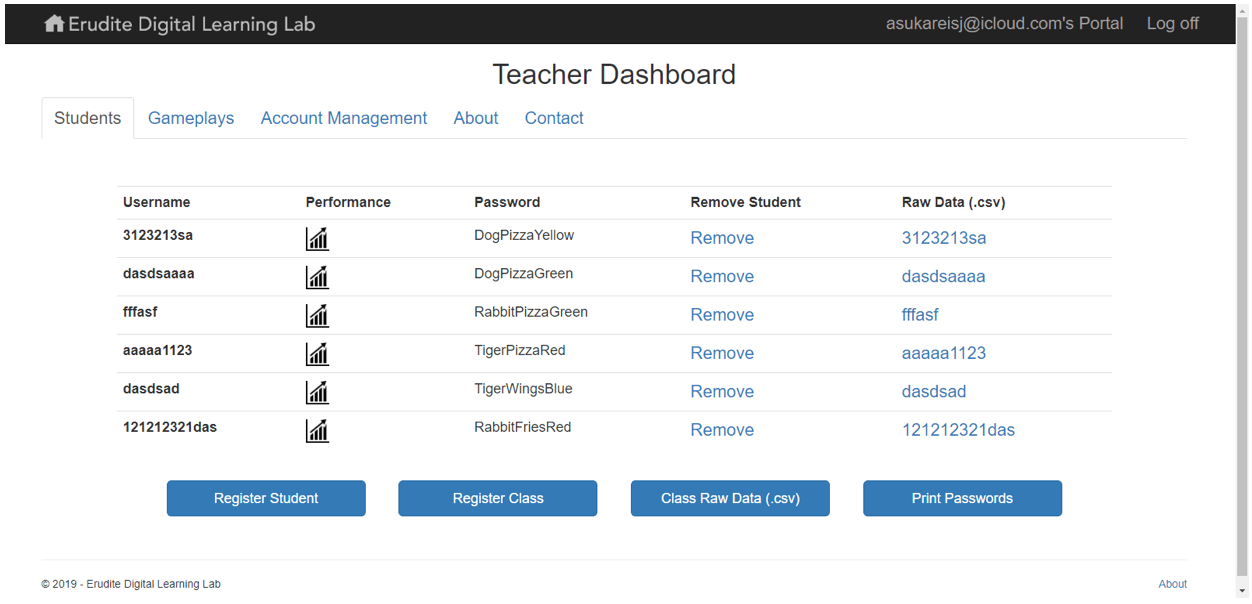 Erudite Digital Learning Lab asukareisj@icloud.com's Portal Log off
Teacher Dashboard
Students Gameplays Account Management About Contact
Username Performance Password Remove Student Raw Data (.csv)
3123213sa DogPizzaYellow Remove 3123213sa
dasdsaaaa DogPizzaGreen Remove dasdsaaaa
fffasf RabbitPizzaGreen Remove fffasf
aaaaa1123 TigerPizzaRed Remove aaaaa1123
dasdsad TigerWingsBlue Remove dasdsad
121212321das RabbitFriesRed Remove 121212321das
Register Student Register Class Class Raw Data (.csv) Print Passwords
© 2019 - Erudite Digital Learning Lab About